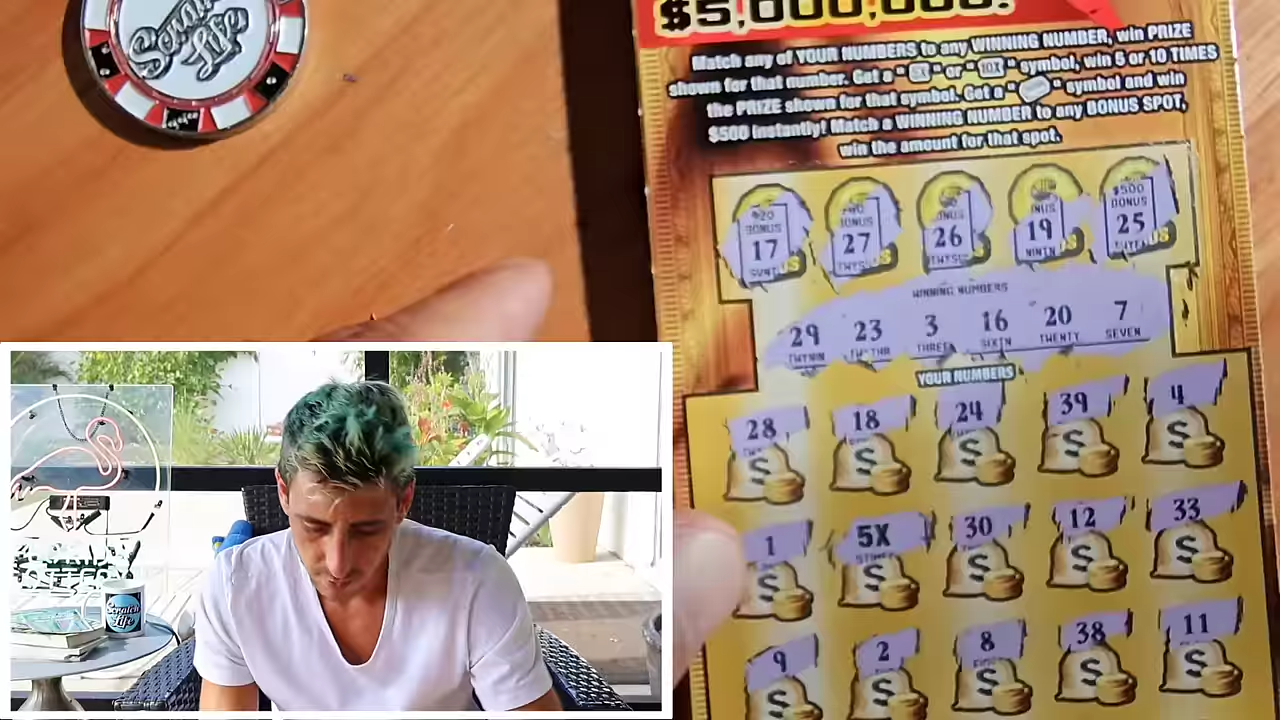 Scratch
Life
$5,000,000!
Match any of YOUR NUMBERS to any WINNING NUMBER, win PRIZE
shown for that number. Get a "5X" or "10X" symbol, win 5 or 10 TIMES
the PRIZE shown for that symbol. Get a " " symbol and win
$500 instantly! Match a WINNING NUMBER to any BONUS SPOT,
win the amount for that spot.
$20 $500
BONUS BONUS BONUS
17 27 26 19 25
WINNING NUMBERS
29 23 3 16 20 7
THREE SIXTN TWENTY SEVEN
YOUR NUMBERS
28 18 24 39 4
$ $ $ $ $
1 5X 30 12 33
$ $ $ $ $
9 2 8 38 11
$ $ $ $ $
Scratch
Life